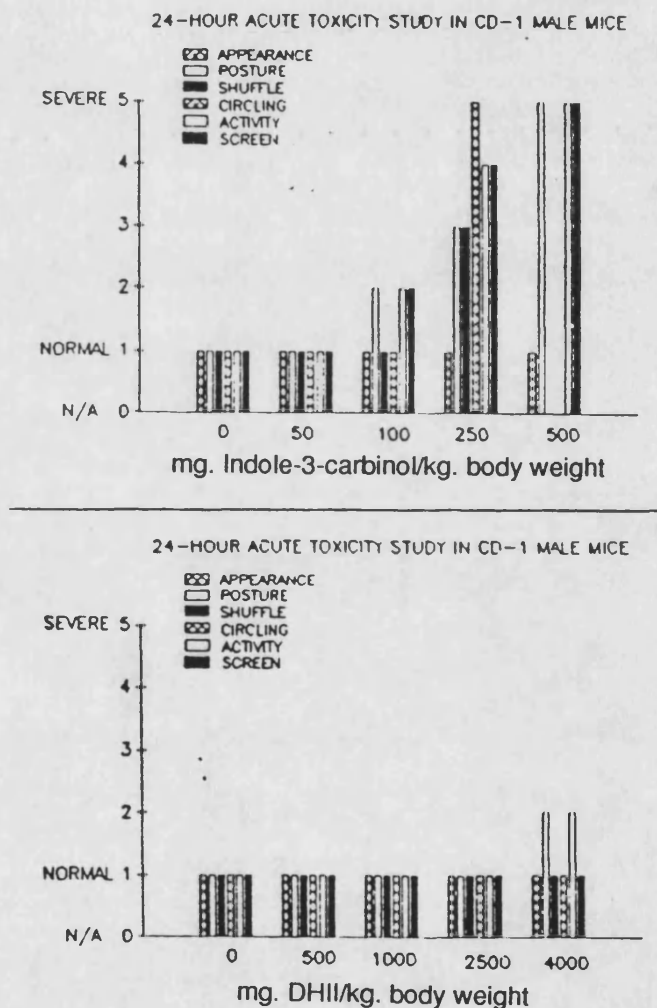 24-HOUR ACUTE TOXICITY STUDY IN CD-1 MALE MICE
APPEARANCE
POSTURE
SHUFFLE
CIRCLING
ACTIVITY
SCREEN
SEVERE 5
4
3
2
NORMAL 1
N/A 0
0 50 100 250 500
mg. Indole-3-carbinol/kg. body weight
24-HOUR ACUTE TOXICITY STUDY IN CD-1 MALE MICE
APPEARANCE
POSTURE
SHUFFLE
CIRCLING
ACTIVITY
SCREEN
SEVERE 5
4
3
2
NORMAL 1
N/A 0
0 500 1000 2500 4000
mg. DHII/kg. body weight